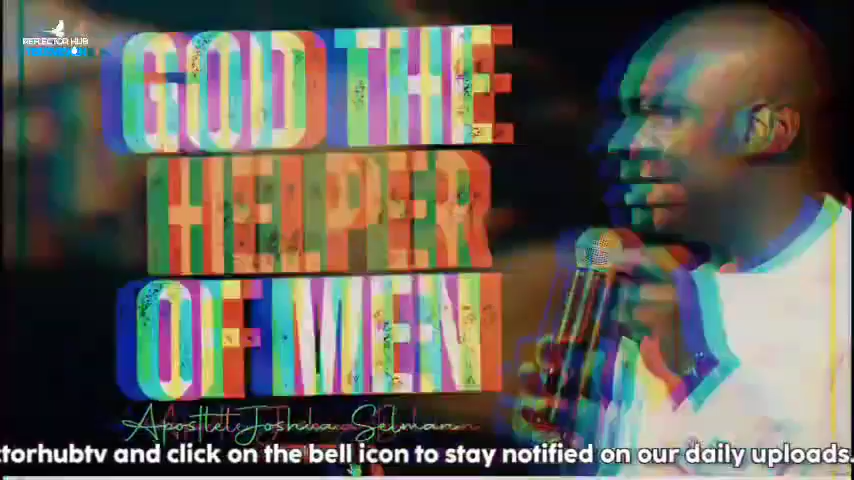 REFLECTOR HUB
GOD THE
HELPER
OF MEN
Apostle Joshua Selman
torhubtv and click on the bell icon to stay notified on our daily uploads.